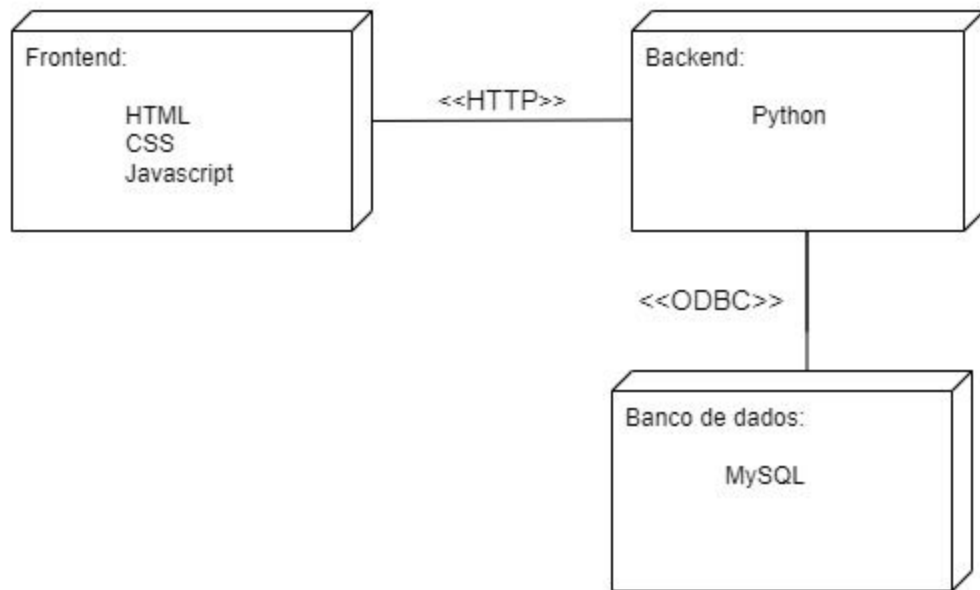 Frontend:
HTML
CSS
Javascript
<<HTTP>>
Backend:
Python
<<ODBC>>
Banco de dados:
MySQL